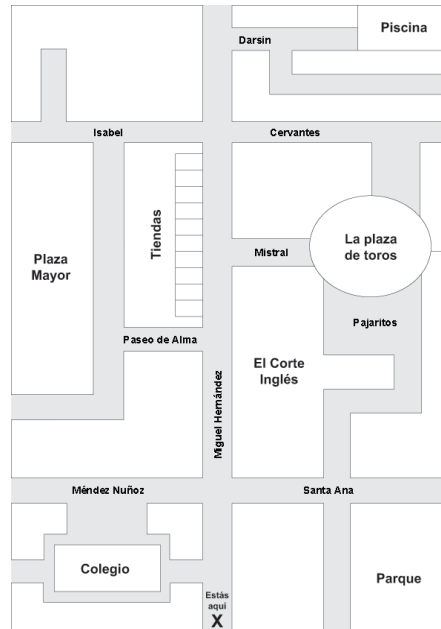 Piscina
Darsin
Isabel
Cervantes
Tiendas
La plaza
de toros
Plaza
Mayor
Mistral
Pajaritos
Paseo de Alma
El Corte
Inglés
Miguel Hernández
Méndez Nuñoz
Santa Ana
Colegio
Parque
Estás
aquí
X